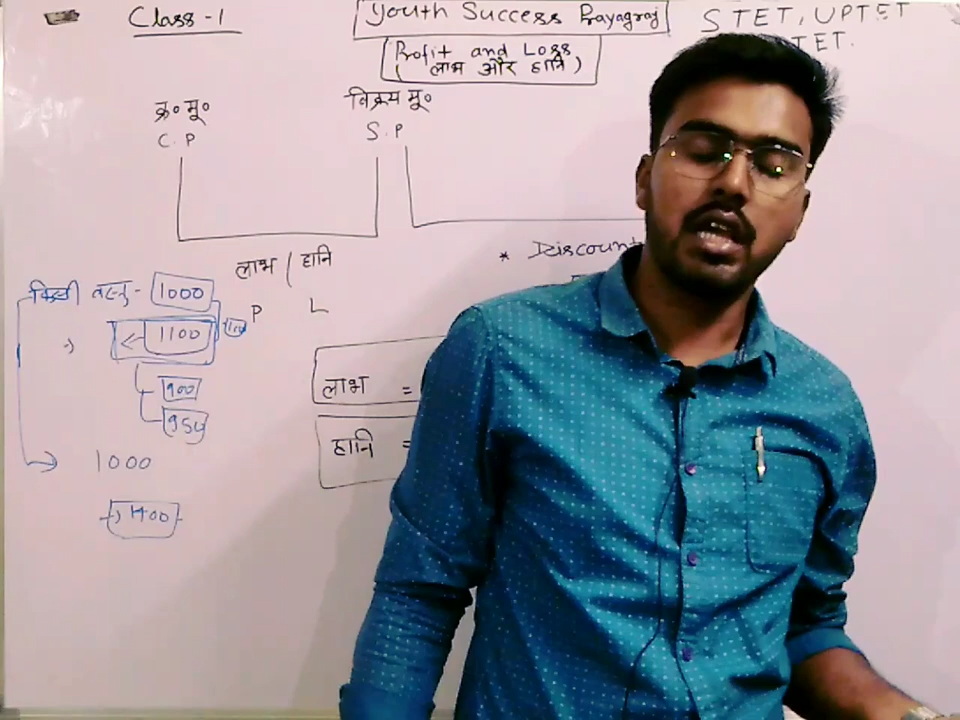 Class-1
Youth Success Prayagraj
STET, UPTET
TET.
Profit and Loss
(लाभ और हानि)
क्र० मू०
विक्रय मू०
C.P
S.P
लाभ / हानि
P L
* Discount
किसी वस्तु - 1000
1100
900
950
1000
लाभ =
हानि =